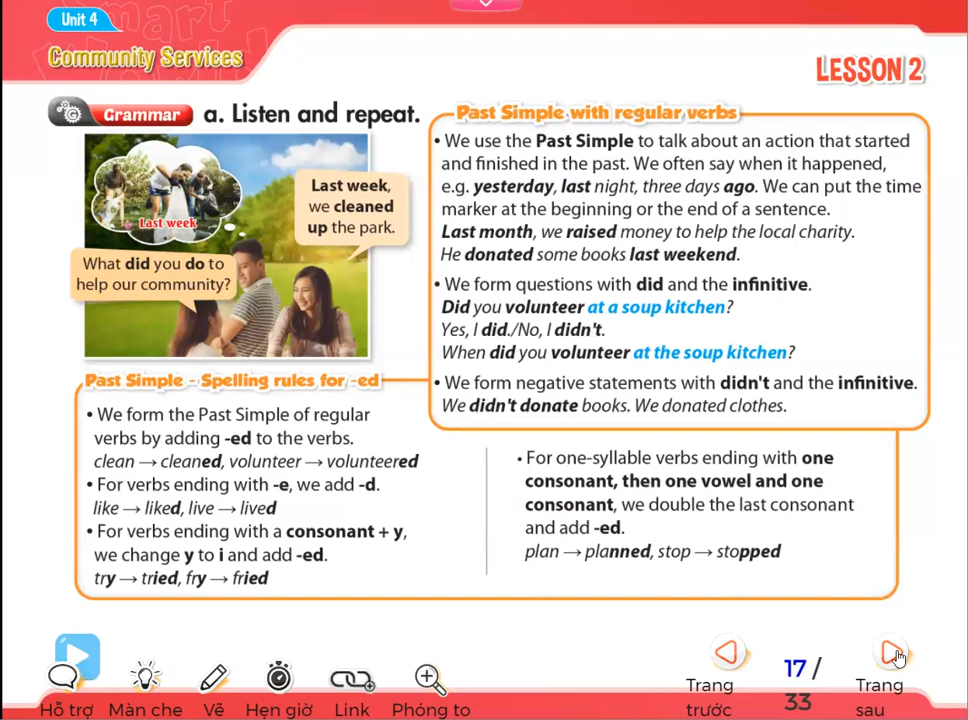 Unit 4
Community Services
LESSON 2
Grammar
a. Listen and repeat.
Last week
Last week,
we cleaned
up the park.
What did you do to
help our community?
Past Simple with regular verbs
• We use the Past Simple to talk about an action that started
and finished in the past. We often say when it happened,
e.g. yesterday, last night, three days ago. We can put the time
marker at the beginning or the end of a sentence.
Last month, we raised money to help the local charity.
He donated some books last weekend.
• We form questions with did and the infinitive.
Did you volunteer at a soup kitchen?
Yes, I did./No, I didn't.
When did you volunteer at the soup kitchen?
• We form negative statements with didn't and the infinitive.
We didn't donate books. We donated clothes.
Past Simple - Spelling rules for -ed
• We form the Past Simple of regular
verbs by adding -ed to the verbs.
clean → cleaned, volunteer → volunteered
• For verbs ending with -e, we add -d.
like → liked, live → lived
• For verbs ending with a consonant + y,
we change y to i and add -ed.
try → tried, fry → fried
• For one-syllable verbs ending with one
consonant, then one vowel and one
consonant, we double the last consonant
and add -ed.
plan → planned, stop → stopped
Hỗ trợ
Màn che
Vẽ
Hẹn giờ
Link
Phóng to
Trang
trước
17 /
33
Trang
sau